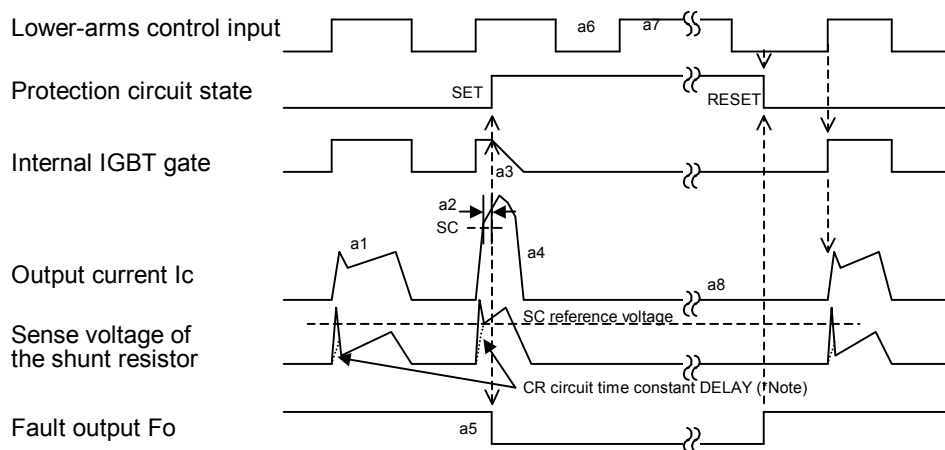 Lower-arms control input
a6
a7
Protection circuit state
SET
RESET
Internal IGBT gate
a3
a2
SC
a1
a4
Output current Ic
a8
SC reference voltage
Sense voltage of
the shunt resistor
CR circuit time constant DELAY (*Note)
Fault output Fo
a5